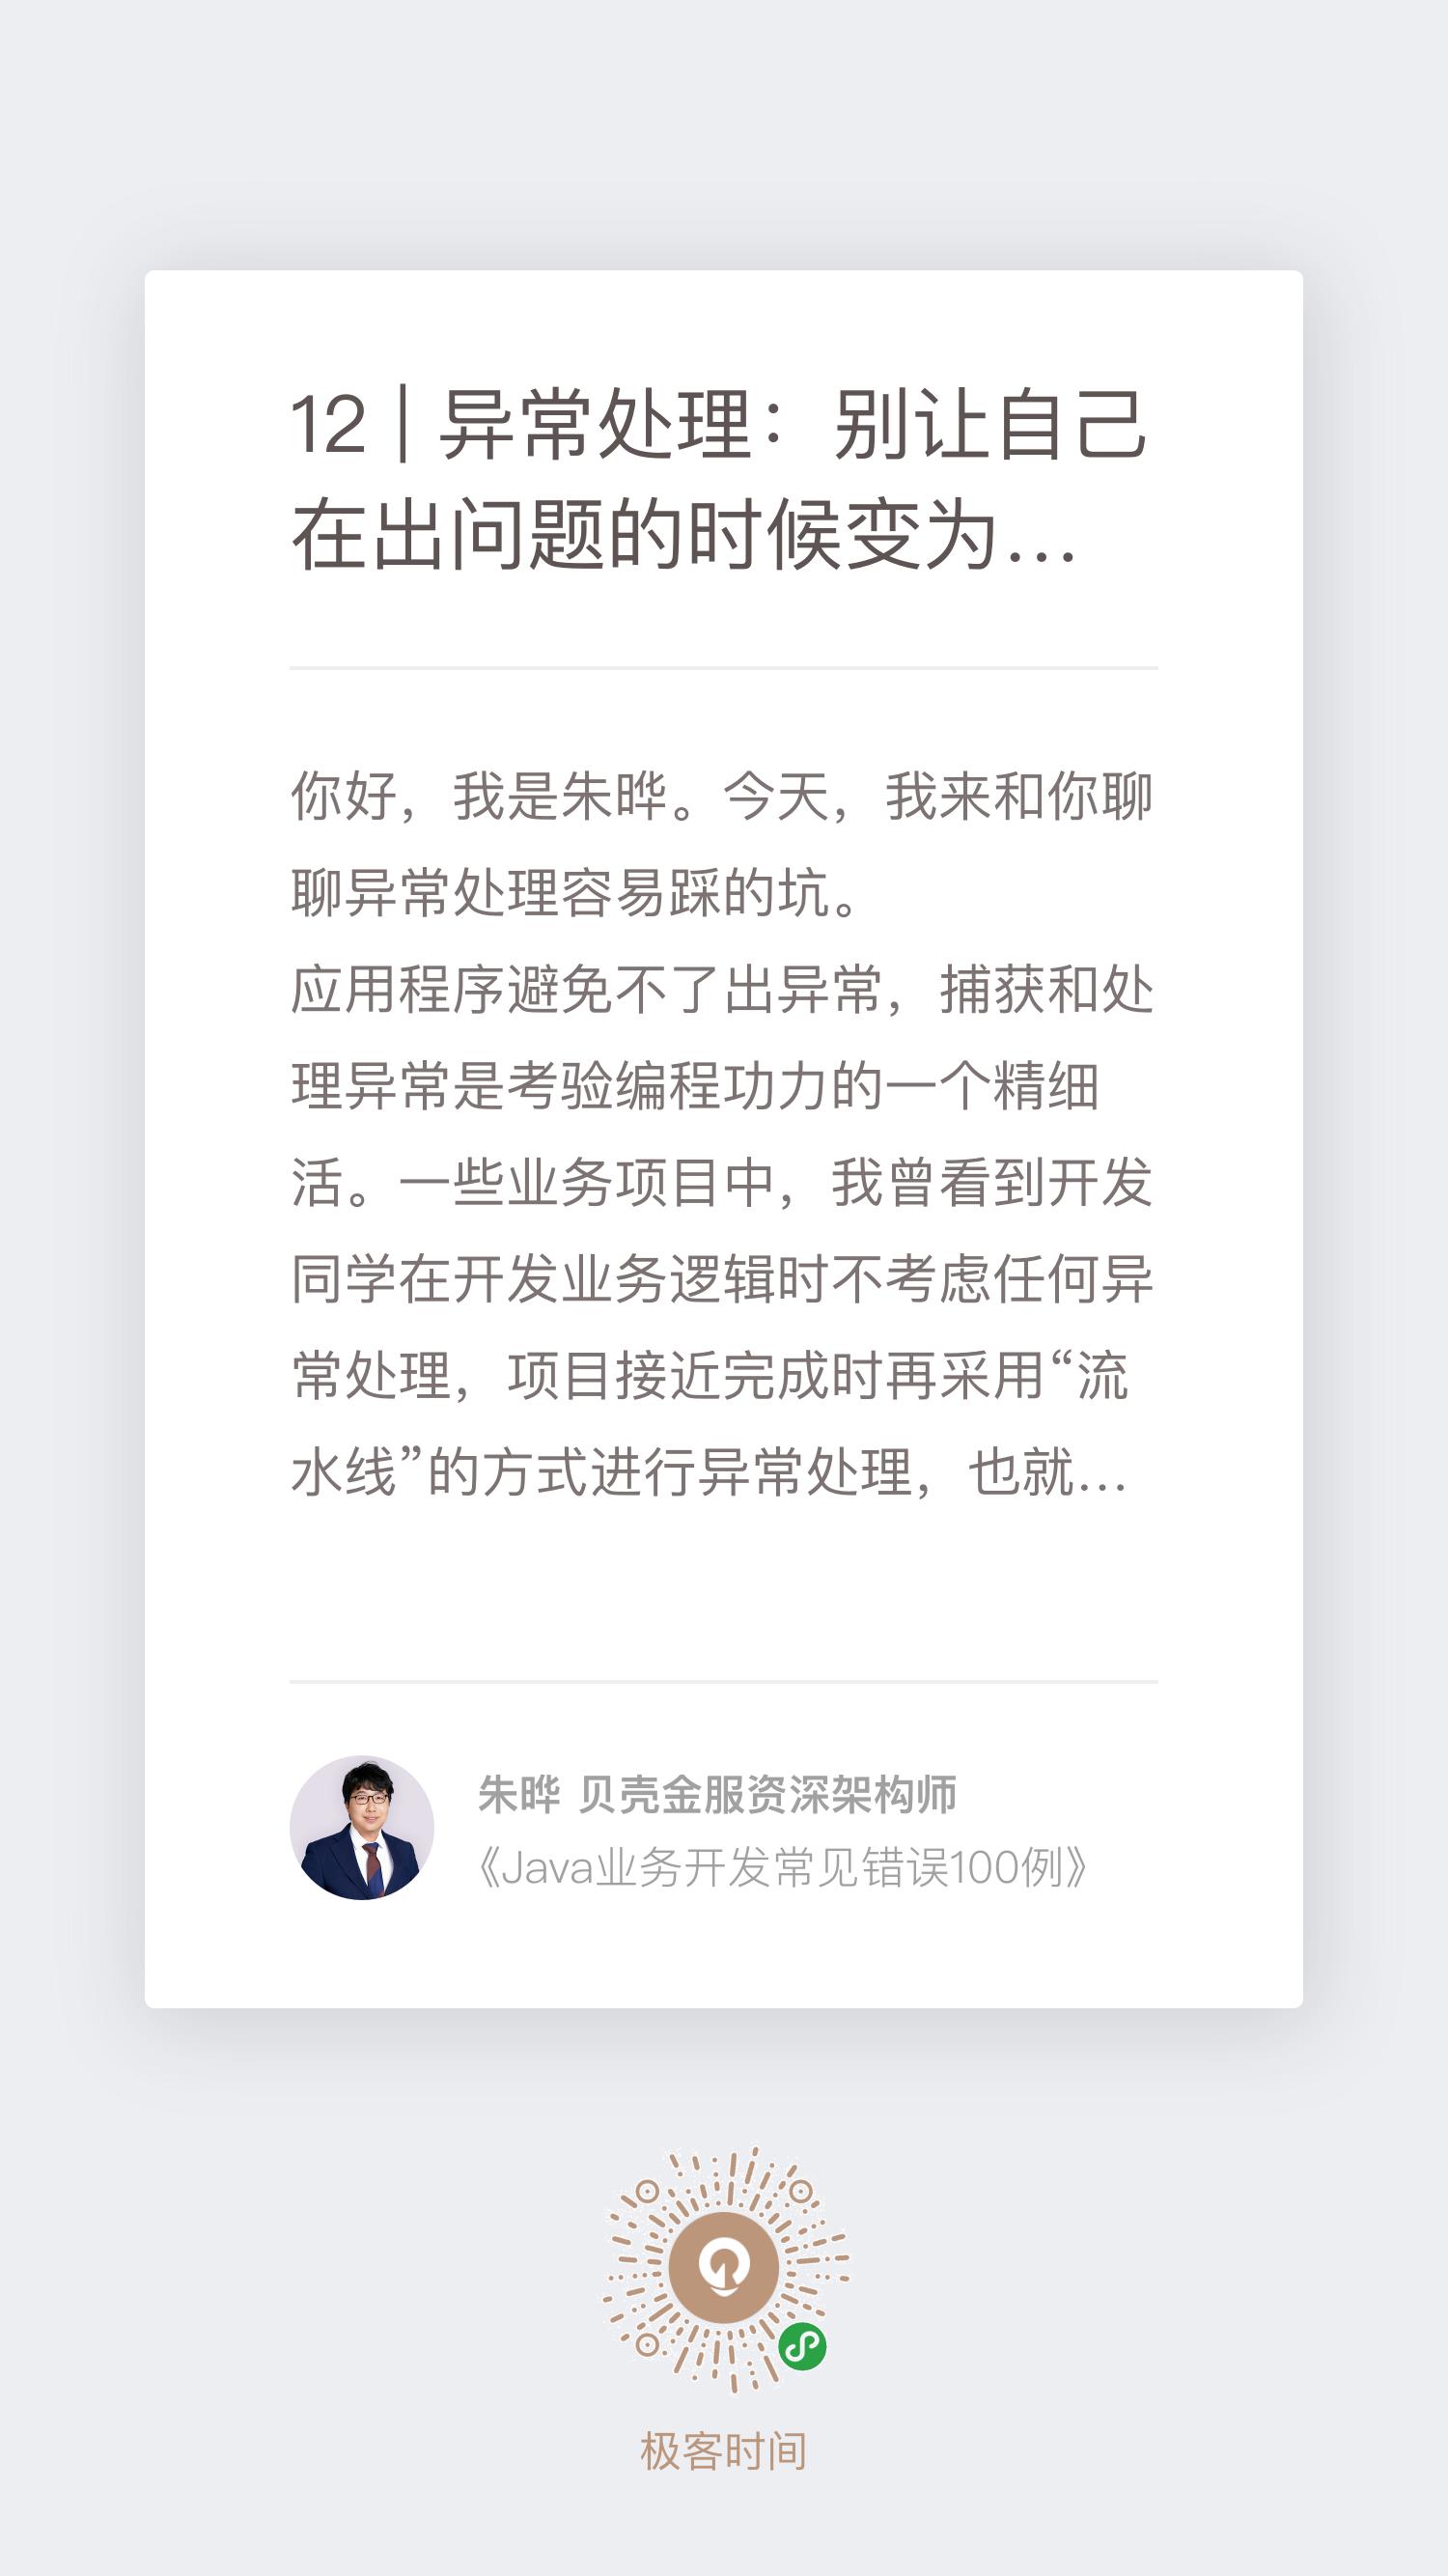 12 | 异常处理：别让自己
在出问题的时候变为...
你好，我是朱晔。今天，我来和你聊
聊异常处理容易踩的坑。
应用程序避免不了出异常，捕获和处
理异常是考验编程功力的一个精细
活。一些业务项目中，我曾看到开发
同学在开发业务逻辑时不考虑任何异
常处理，项目接近完成时再采用“流
水线”的方式进行异常处理，也就...
朱晔 贝壳金服资深架构师
《Java业务开发常见错误100例》
极客时间